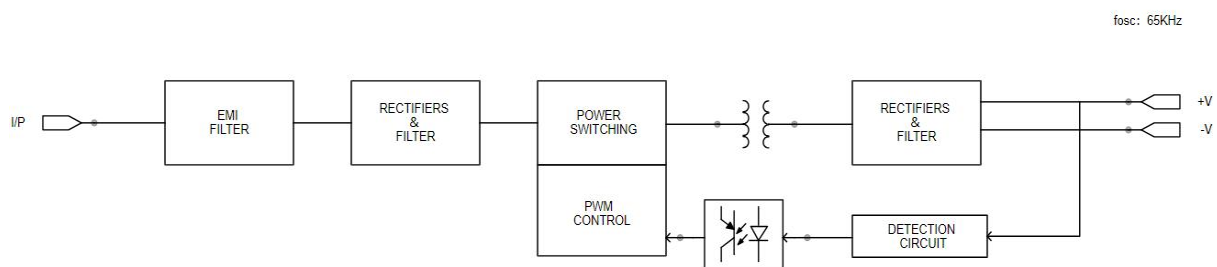 fosc: 65KHz
I/P
EMI
FILTER
RECTIFIERS
&
FILTER
POWER
SWITCHING
RECTIFIERS
&
FILTER
+V
-V
PWM
CONTROL
DETECTION
CIRCUIT